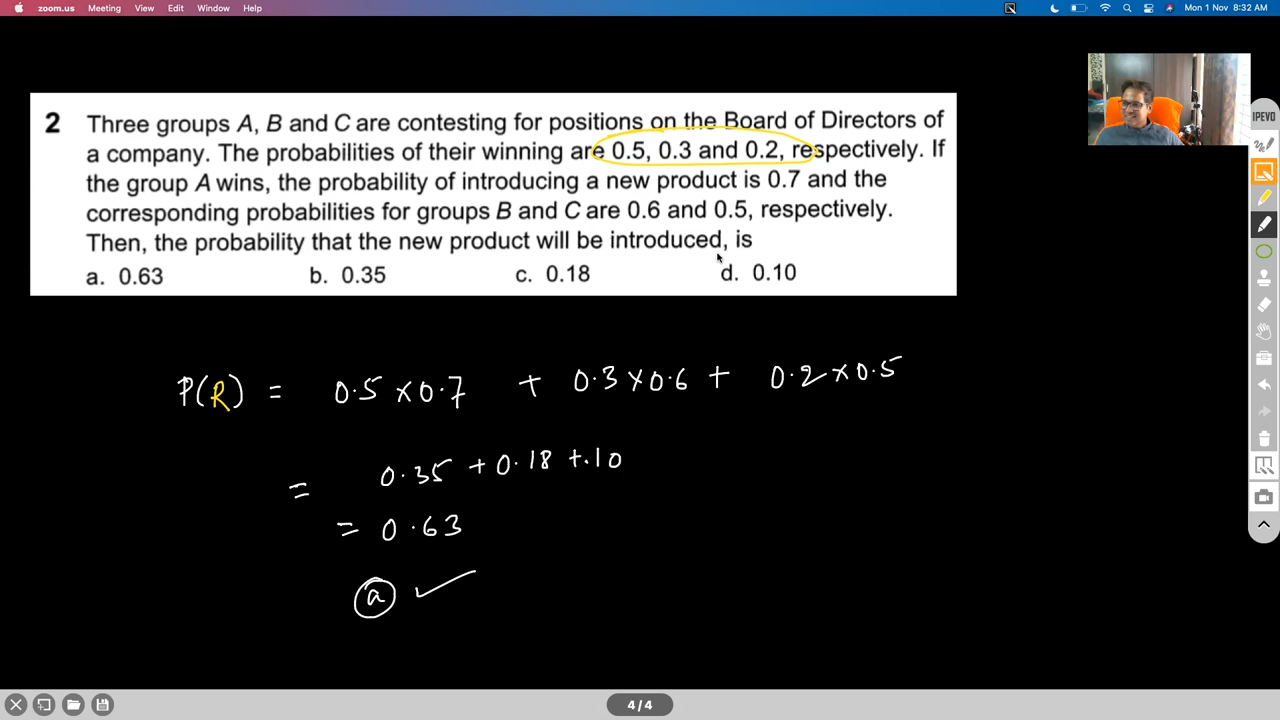 zoom.us Meeting View Edit Window Help
Mon 1 Nov 8:32 AM
2 Three groups A, B and C are contesting for positions on the Board of Directors of
a company. The probabilities of their winning are 0.5, 0.3 and 0.2, respectively. If
the group A wins, the probability of introducing a new product is 0.7 and the
corresponding probabilities for groups B and C are 0.6 and 0.5, respectively.
Then, the probability that the new product will be introduced, is
a. 0.63 b. 0.35 c. 0.18 d. 0.10
P(R) = 0.5 × 0.7 + 0.3 × 0.6 + 0.2 × 0.5
= 0.35 + 0.18 + .10
= 0.63
a ✓
IPEVO
4/4